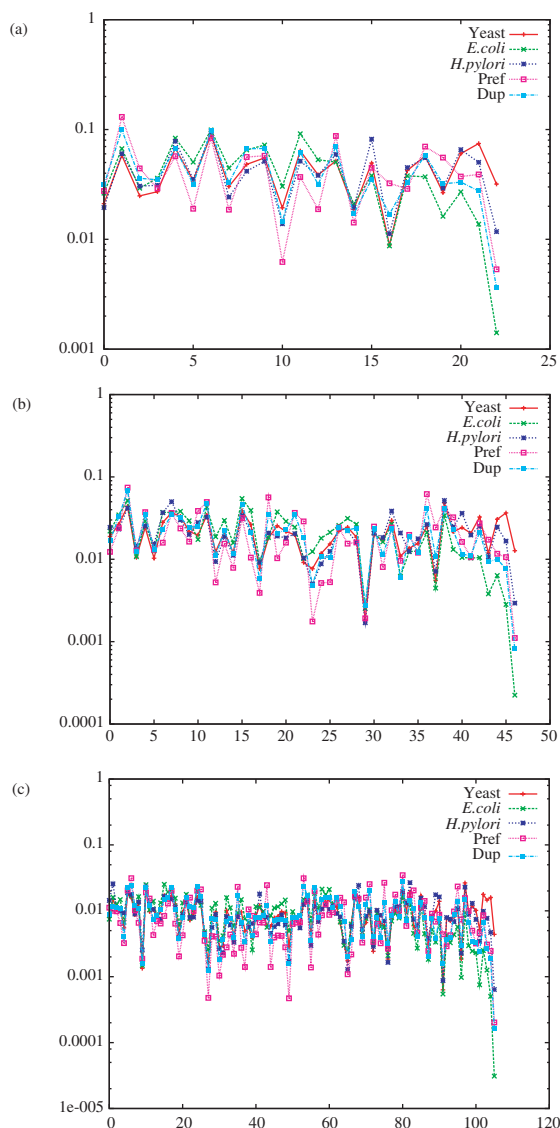 (a)
1
0.1
0.01
0.001
0 5 10 15 20 25
Yeast
E.coli
H.pylori
Pref
Dup
(b)
1
0.1
0.01
0.001
0.0001
0 5 10 15 20 25 30 35 40 45 50
Yeast
E.coli
H.pylori
Pref
Dup
(c)
1
0.1
0.01
0.001
0.0001
1e-005
0 20 40 60 80 100 120
Yeast
E.coli
H.pylori
Pref
Dup